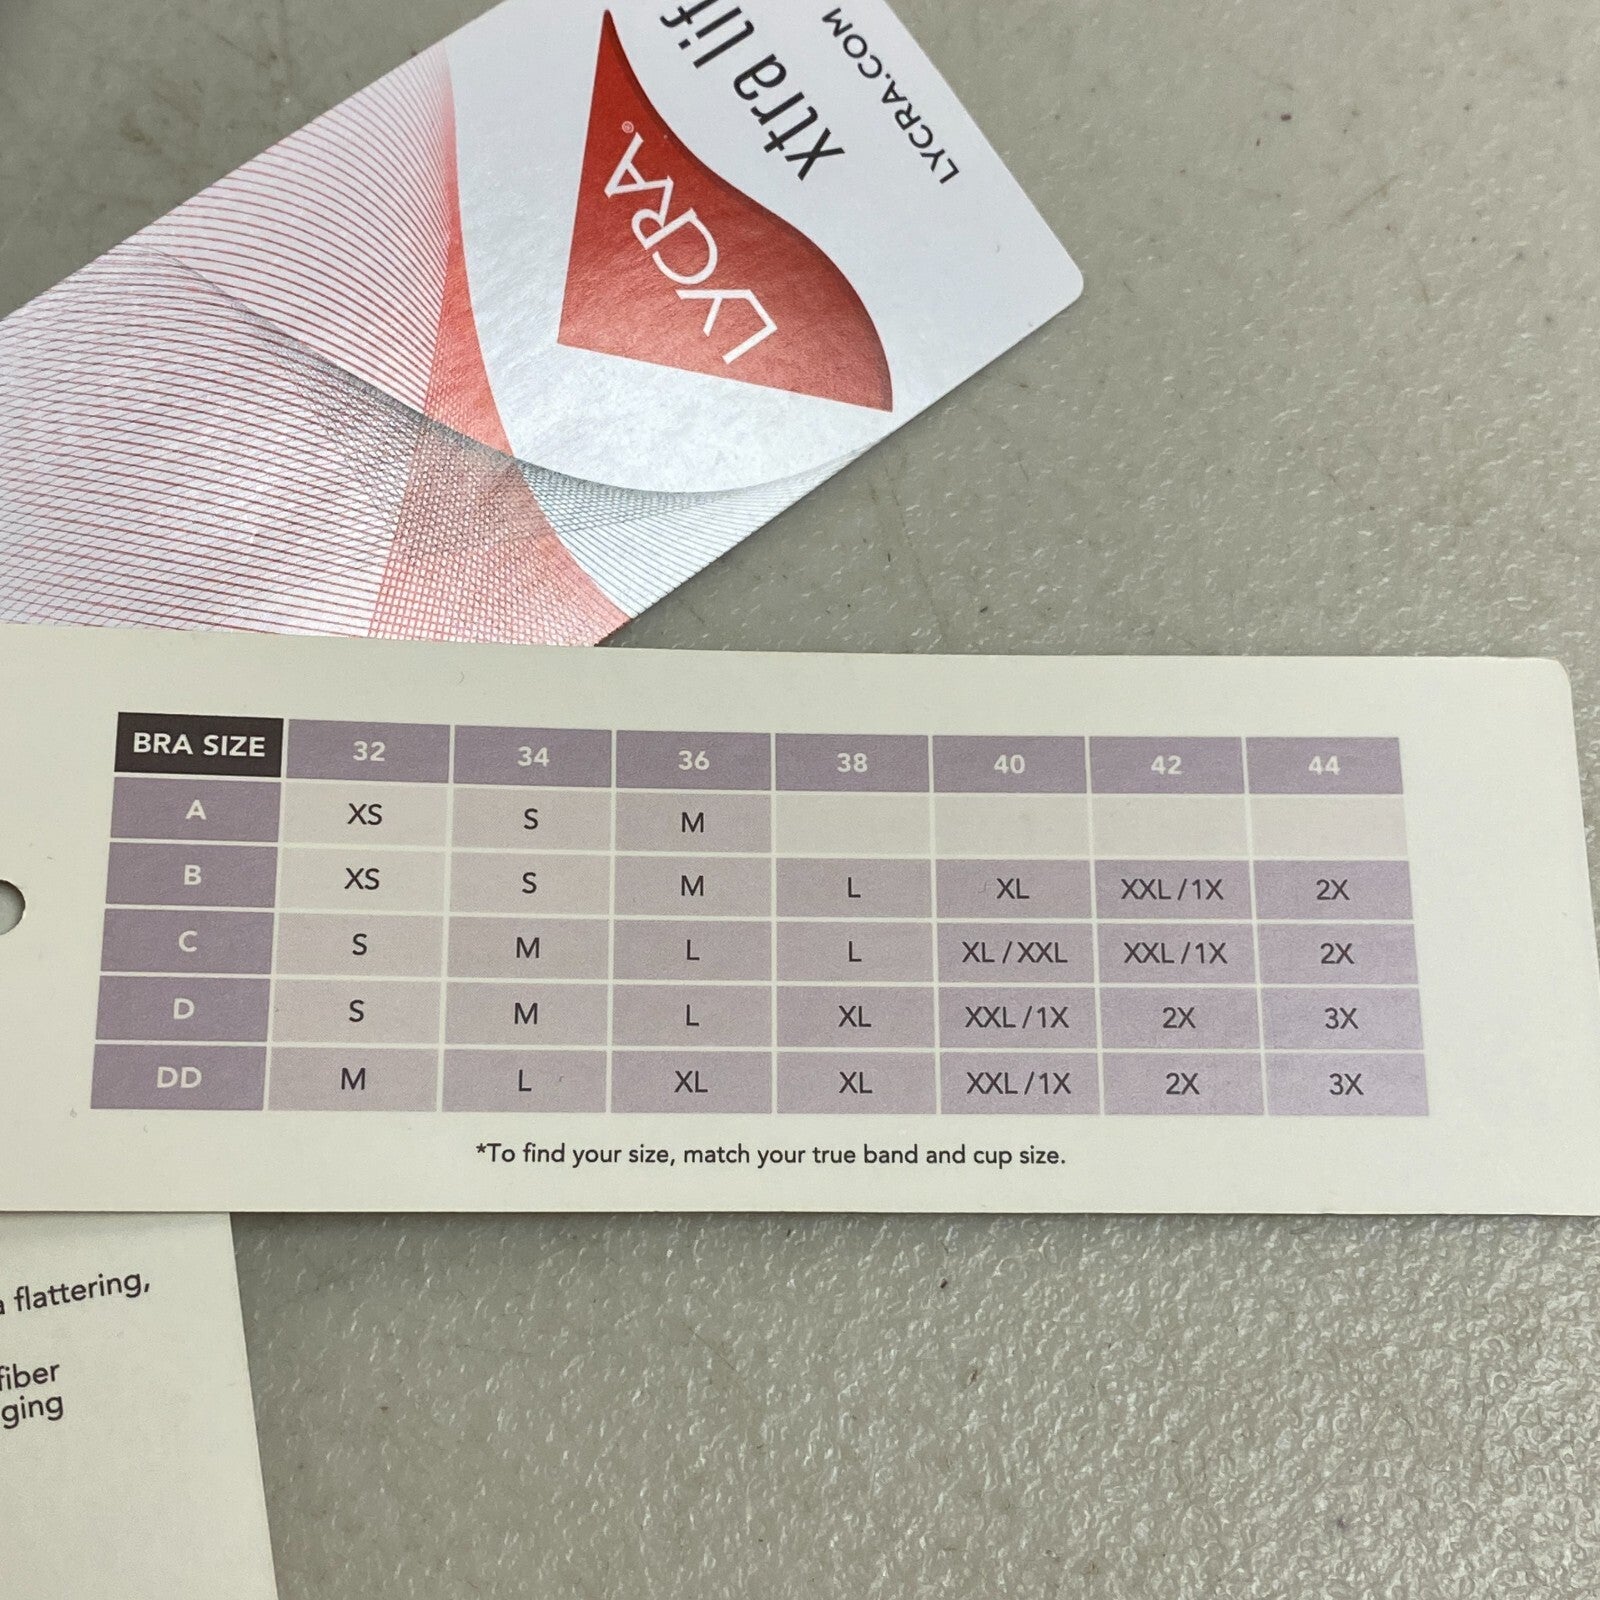 LYCRA.COM
xtra lif
LYCRA®
BRA SIZE 32 34 36 38 40 42 44
A XS S M
B XS S M L XL XXL/1X 2X
C S M L L XL/XXL XXL/1X 2X
D S M L XL XXL/1X 2X 3X
DD M L XL XL XXL/1X 2X 3X
*To find your size, match your true band and cup size.
a flattering,
fiber
ging